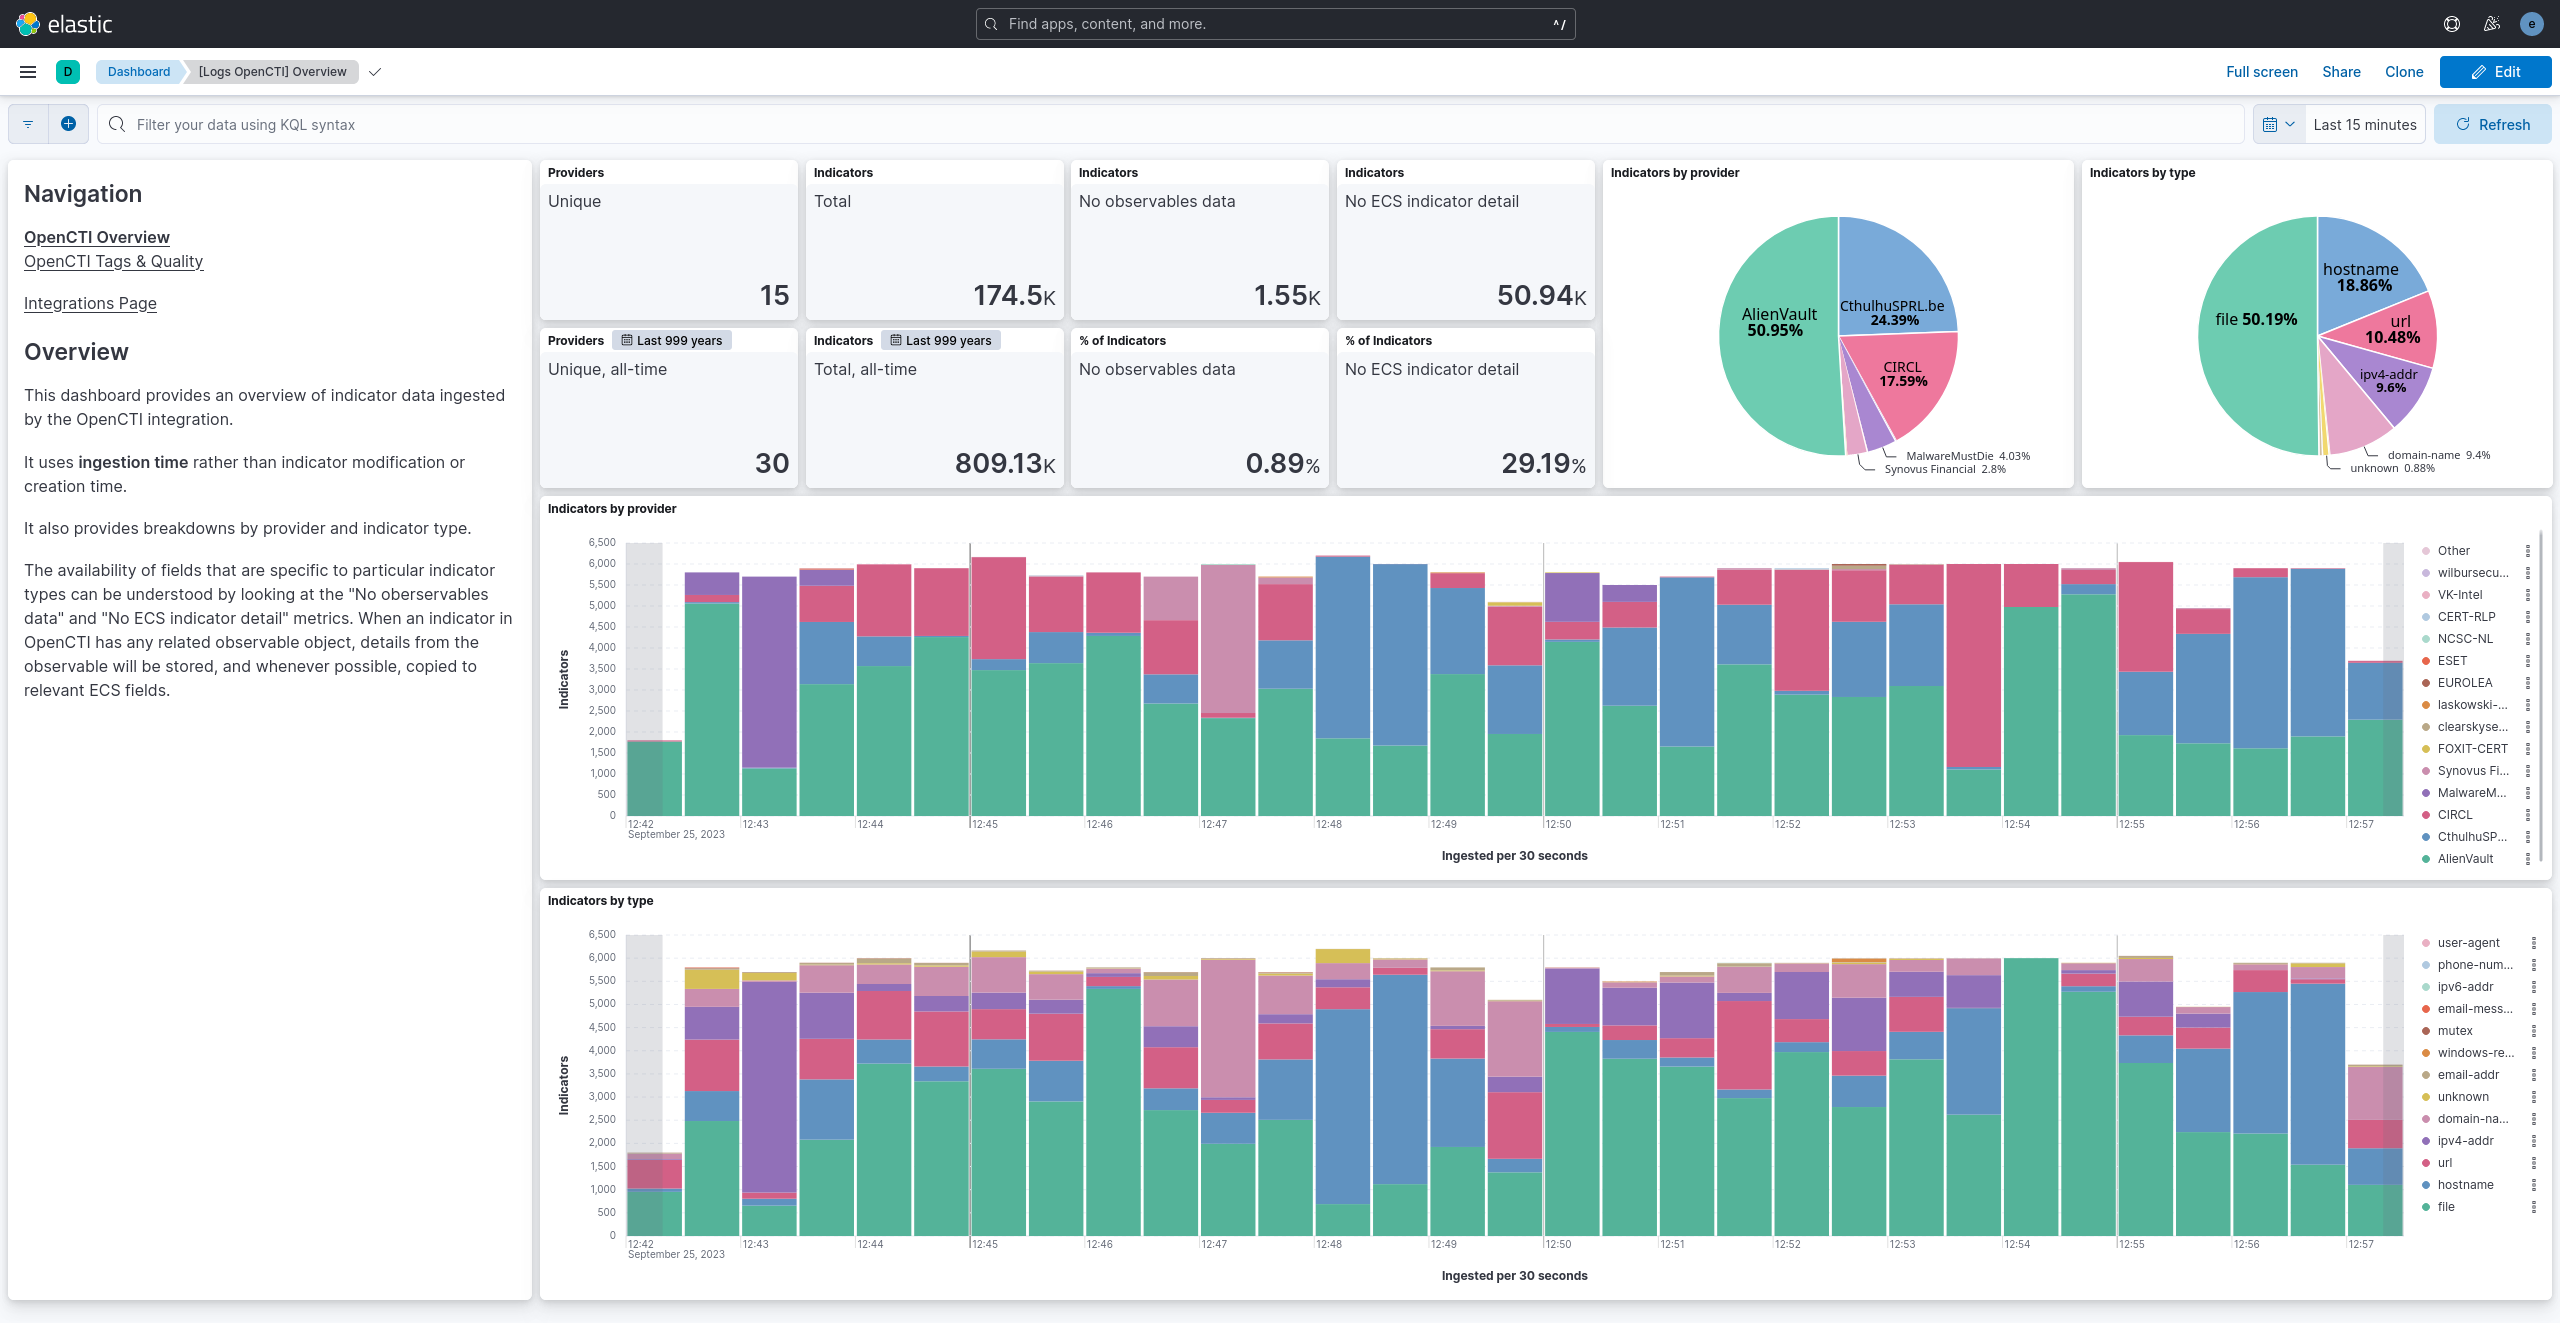 elastic
Find apps, content, and more.
^/
e
D
Dashboard
[Logs OpenCTI] Overview
Full screen
Share
Clone
Edit
Filter your data using KQL syntax
Last 15 minutes
Refresh
Navigation
OpenCTI Overview
OpenCTI Tags & Quality
Integrations Page
Overview
This dashboard provides an overview of indicator data ingested
by the OpenCTI integration.
It uses ingestion time rather than indicator modification or
creation time.
It also provides breakdowns by provider and indicator type.
The availability of fields that are specific to particular indicator
types can be understood by looking at the "No oberservables
data" and "No ECS indicator detail" metrics. When an indicator in
OpenCTI has any related observable object, details from the
observable will be stored, and whenever possible, copied to
relevant ECS fields.
Providers
Unique
15
Indicators
Total
174.5K
Indicators
No observables data
1.55K
Indicators
No ECS indicator detail
50.94K
Providers
Last 999 years
Unique, all-time
30
Indicators
Last 999 years
Total, all-time
809.13K
% of Indicators
No observables data
0.89%
% of Indicators
No ECS indicator detail
29.19%
Indicators by provider
AlienVault
50.95%
CthulhuSPRL.be
24.39%
CIRCL
17.59%
MalwareMustDie 4.03%
Synovus Financial 2.8%
Indicators by type
hostname
18.86%
file 50.19%
url
10.48%
ipv4-addr
9.6%
domain-name 9.4%
unknown 0.88%
Indicators by provider
Indicators
6,500
6,000
5,500
5,000
4,500
4,000
3,500
3,000
2,500
2,000
1,500
1,000
500
0
12:42
12:43
12:44
12:45
12:46
12:47
12:48
12:49
12:50
12:51
12:52
12:53
12:54
12:55
12:56
12:57
September 25, 2023
Ingested per 30 seconds
Other
wilbursecu...
VK-Intel
CERT-RLP
NCSC-NL
ESET
EUROLEA
laskowski-...
clearskyse...
FOXIT-CERT
Synovus Fi...
MalwareM...
CIRCL
CthulhuSP...
AlienVault
Indicators by type
Indicators
6,500
6,000
5,500
5,000
4,500
4,000
3,500
3,000
2,500
2,000
1,500
1,000
500
0
12:42
12:43
12:44
12:45
12:46
12:47
12:48
12:49
12:50
12:51
12:52
12:53
12:54
12:55
12:56
12:57
September 25, 2023
Ingested per 30 seconds
user-agent
phone-num...
ipv6-addr
email-mess...
mutex
windows-re...
email-addr
unknown
domain-na...
ipv4-addr
url
hostname
file